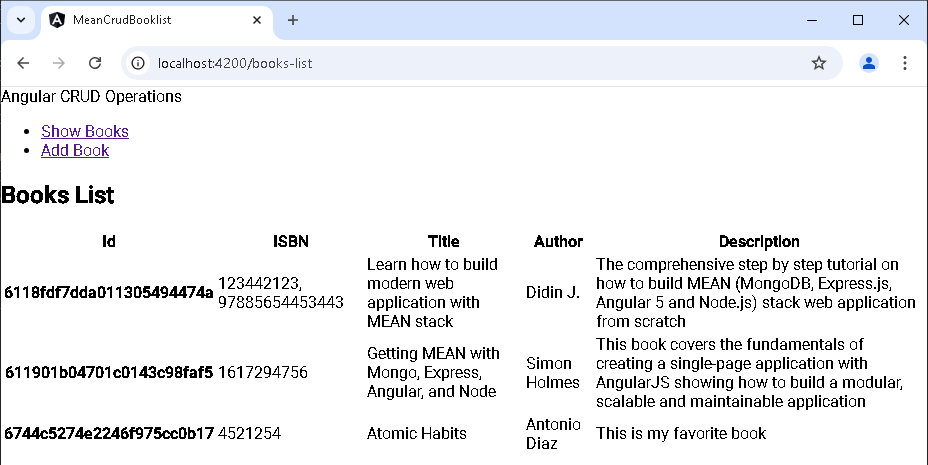 MeanCrudBooklist
localhost:4200/books-list
Angular CRUD Operations
Show Books
Add Book
Books List
Id ISBN Title Author Description
6118fdf7dda011305494474a 123442123, 97885654453443 Learn how to build modern web application with MEAN stack Didin J. The comprehensive step by step tutorial on how to build MEAN (MongoDB, Express.js, Angular 5 and Node.js) stack web application from scratch
611901b04701c0143c98faf5 1617294756 Getting MEAN with Mongo, Express, Angular, and Node Simon Holmes This book covers the fundamentals of creating a single-page application with AngularJS showing how to build a modular, scalable and maintainable application
6744c5274e2246f975cc0b17 4521254 Atomic Habits Antonio Diaz This is my favorite book